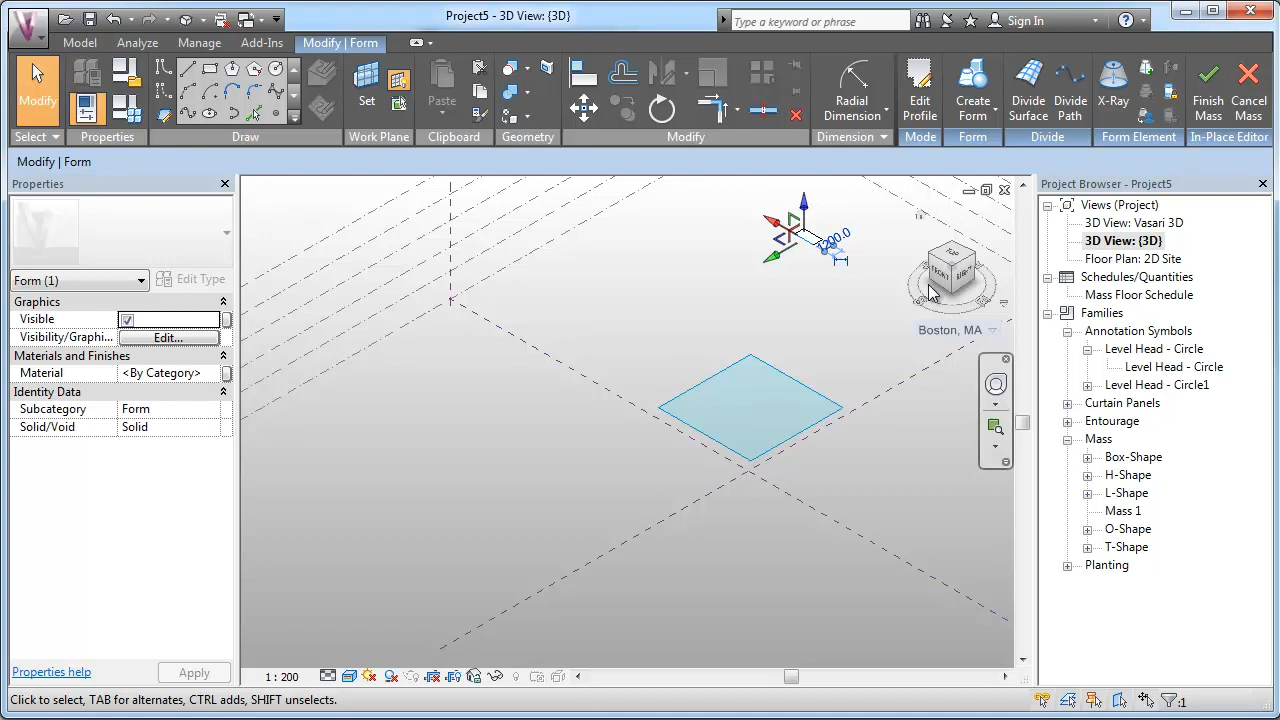 Project5 - 3D View: {3D}
Type a keyword or phrase
Sign In
Model
Analyze
Manage
Add-Ins
Modify | Form
Modify
Set
Paste
Radial
Dimension
Edit
Profile
Create
Form
Divide
Surface
Divide
Path
X-Ray
Finish
Mass
Cancel
Mass
Select
Properties
Draw
Work Plane
Clipboard
Geometry
Modify
Dimension
Mode
Form
Divide
Form Element
In-Place Editor
Modify | Form
Properties
Form (1)
Edit Type
Graphics
Visible
Visibility/Graphi...
Edit...
Materials and Finishes
Material
<By Category>
Identity Data
Subcategory
Form
Solid/Void
Solid
Properties help
Apply
1200.0
TOP
FRONT
RIGHT
Boston, MA
Project Browser - Project5
Views (Project)
3D View: Vasari 3D
3D View: {3D}
Floor Plan: 2D Site
Schedules/Quantities
Mass Floor Schedule
Families
Annotation Symbols
Level Head - Circle
Level Head - Circle
Level Head - Circle1
Curtain Panels
Entourage
Mass
Box-Shape
H-Shape
L-Shape
Mass 1
O-Shape
T-Shape
Planting
1 : 200
Click to select, TAB for alternates, CTRL adds, SHIFT unselects.
:1